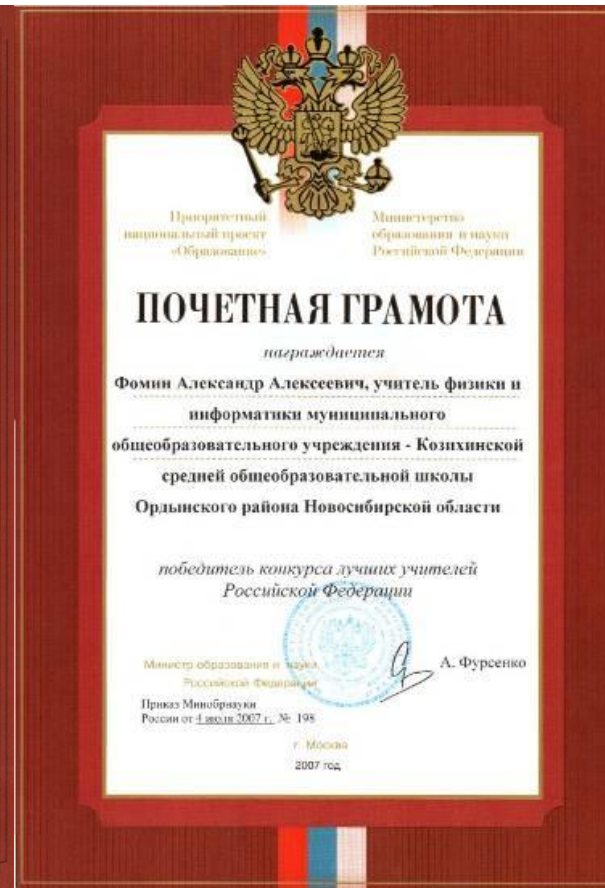 Приоритетный
национальный проект
«Образование»
Министерство
образования и науки
Российской Федерации
ПОЧЕТНАЯ ГРАМОТА
награждается
Фомин Александр Алексеевич, учитель физики и
информатики муниципального
общеобразовательного учреждения - Козихинской
средней общеобразовательной школы
Ордынского района Новосибирской области
победитель конкурса лучших учителей
Российской Федерации
Министр образования и науки
Российской Федерации
А. Фурсенко
Приказ Минобрнауки
России от 4 июля 2007 г. № 198
г. Москва
2007 год